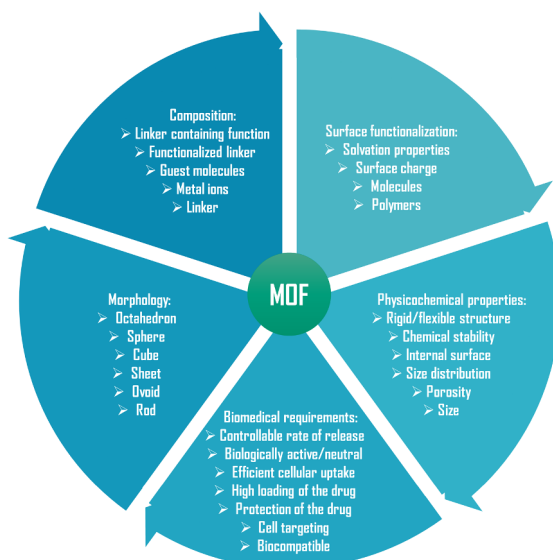 Composition:
➢ Linker containing function
➢ Functionalized linker
➢ Guest molecules
➢ Metal ions
➢ Linker
Surface functionalization:
➢ Solvation properties
➢ Surface charge
➢ Molecules
➢ Polymers
MOF
Morphology:
➢ Octahedron
➢ Sphere
➢ Cube
➢ Sheet
➢ Ovoid
➢ Rod
Physicochemical properties:
➢ Rigid/flexible structure
➢ Chemical stability
➢ Internal surface
➢ Size distribution
➢ Porosity
➢ Size
Biomedical requirements:
➢ Controllable rate of release
➢ Biologically active/neutral
➢ Efficient cellular uptake
➢ High loading of the drug
➢ Protection of the drug
➢ Cell targeting
➢ Biocompatible